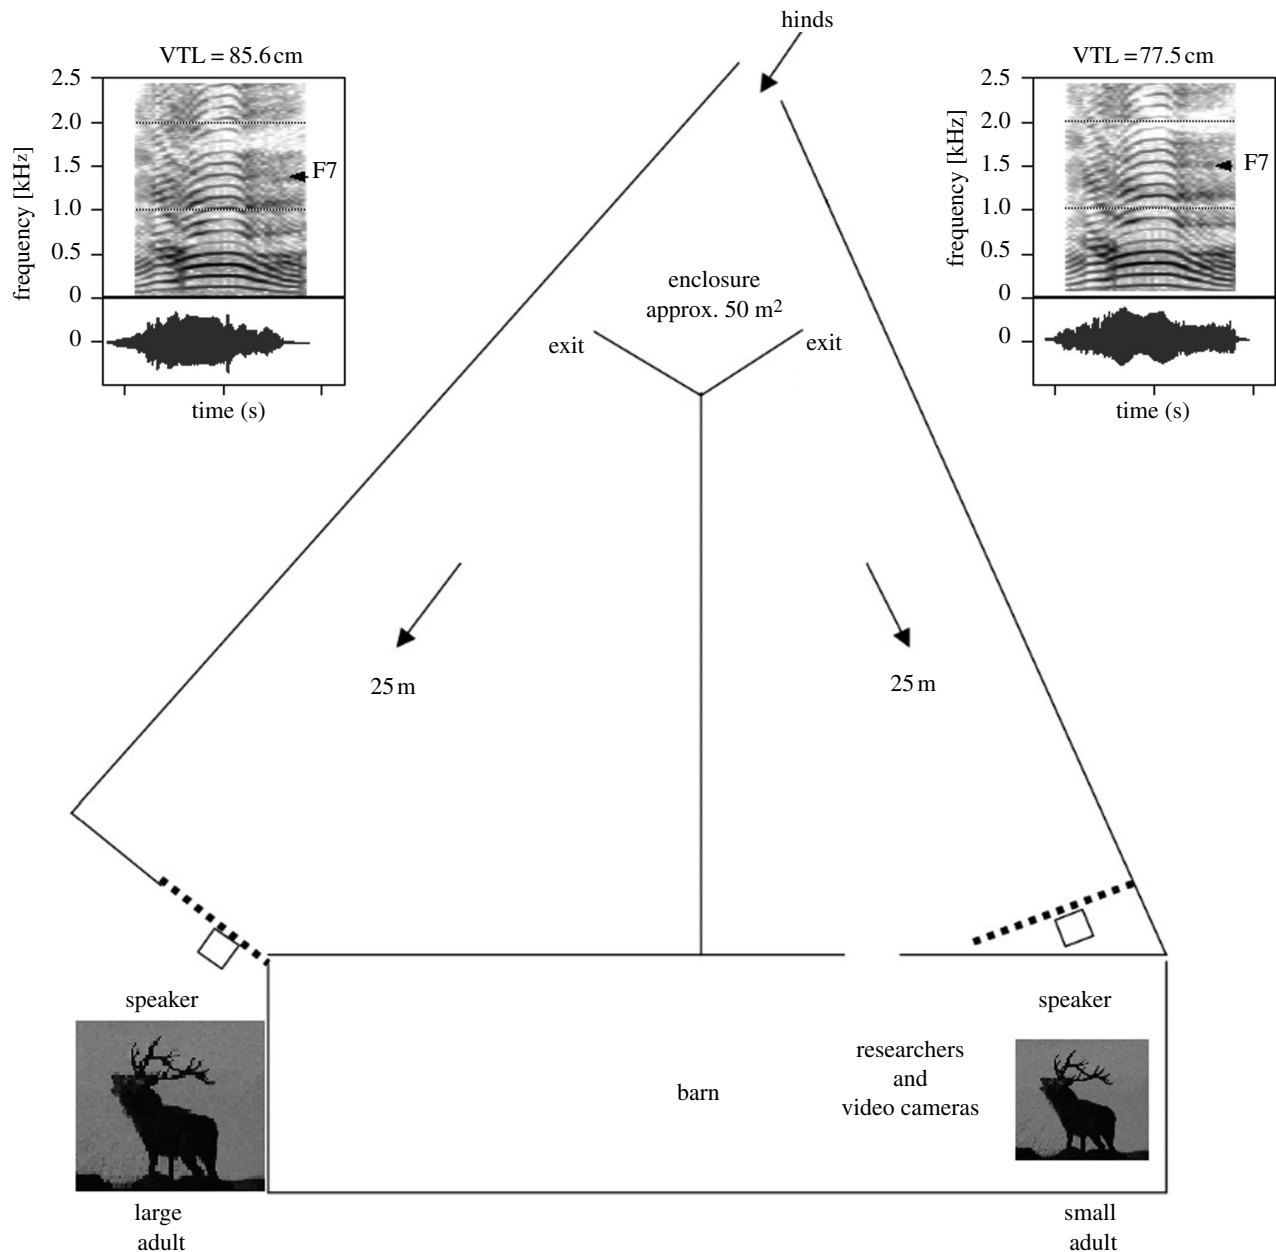 hinds
VTL = 85.6 cm
VTL = 77.5 cm
2.5
2.0
1.5
1.0
0.5
0
0
frequency [kHz]
F7
time (s)
2.5
2.0
1.5
1.0
0.5
0
0
frequency [kHz]
F7
time (s)
enclosure
approx. 50 m²
exit
exit
25 m
25 m
speaker
speaker
researchers
and
video cameras
barn
large
adult
small
adult